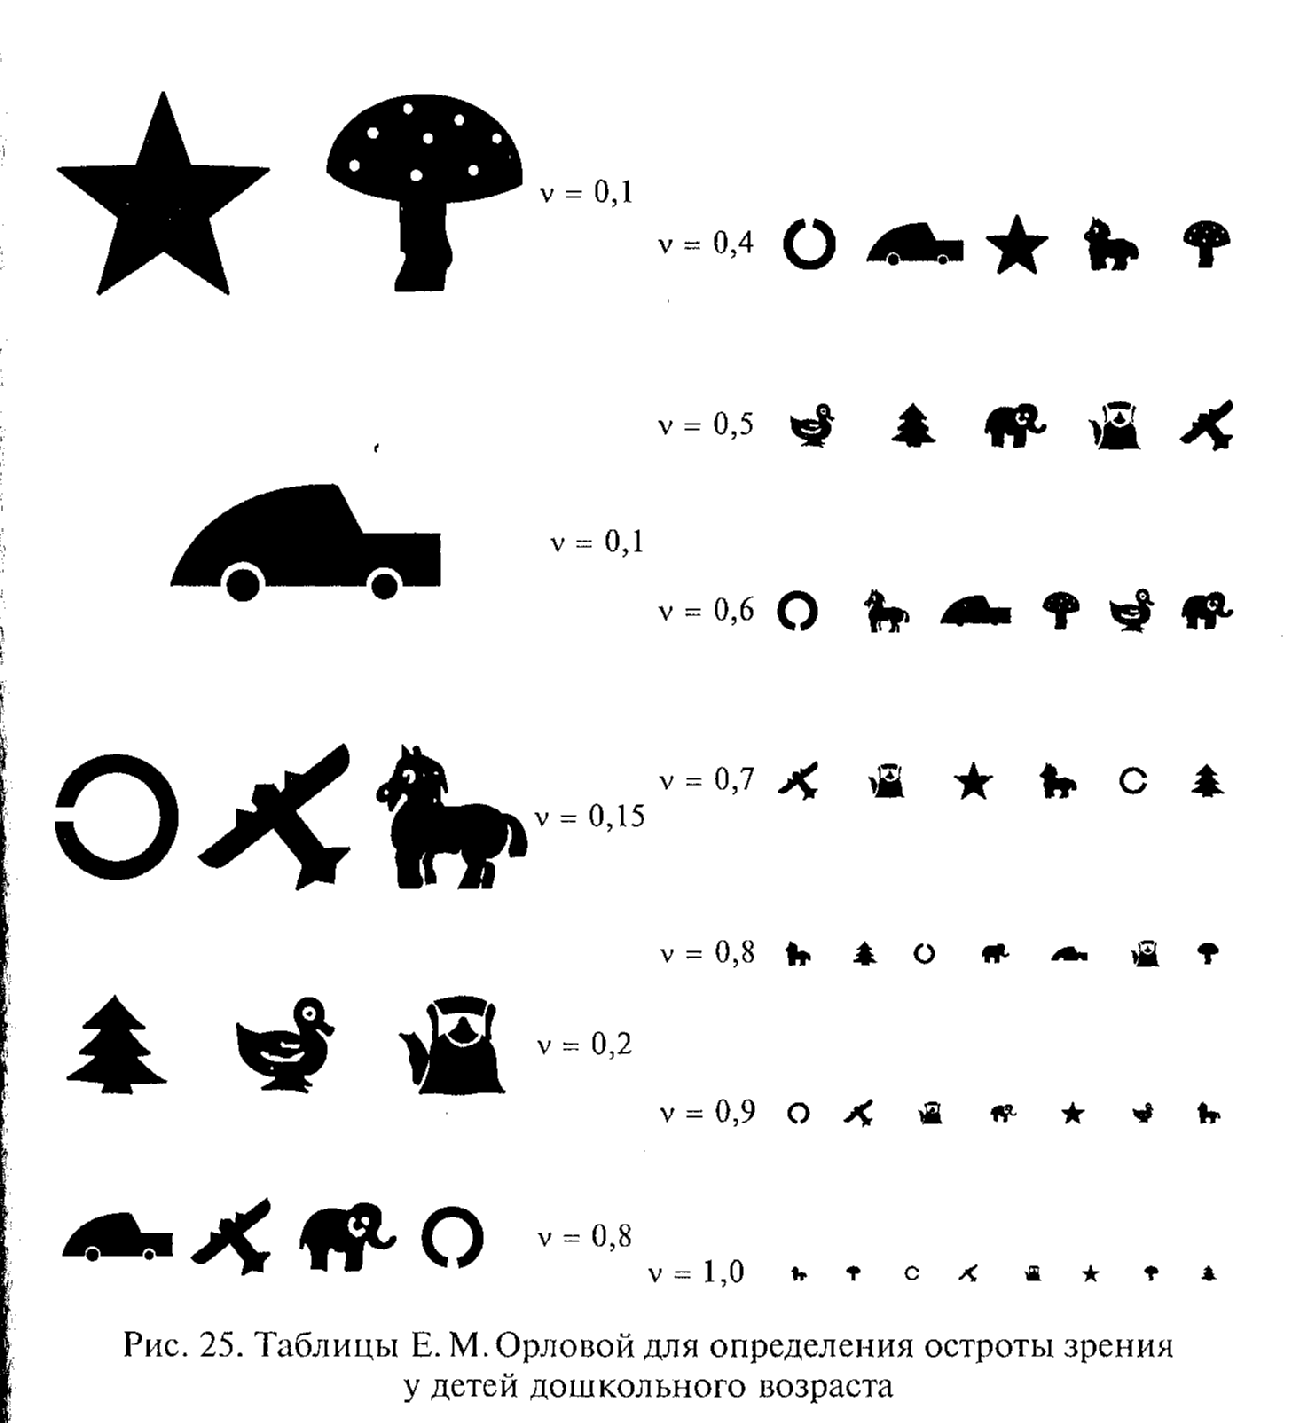 ν = 0,1
ν = 0,1
ν = 0,15
ν = 0,2
ν = 0,8
ν = 0,4
ν = 0,5
ν = 0,6
ν = 0,7
ν = 0,8
ν = 0,9
ν = 1,0
Рис. 25. Таблицы Е. М. Орловой для определения остроты зрения
у детей дошкольного возраста